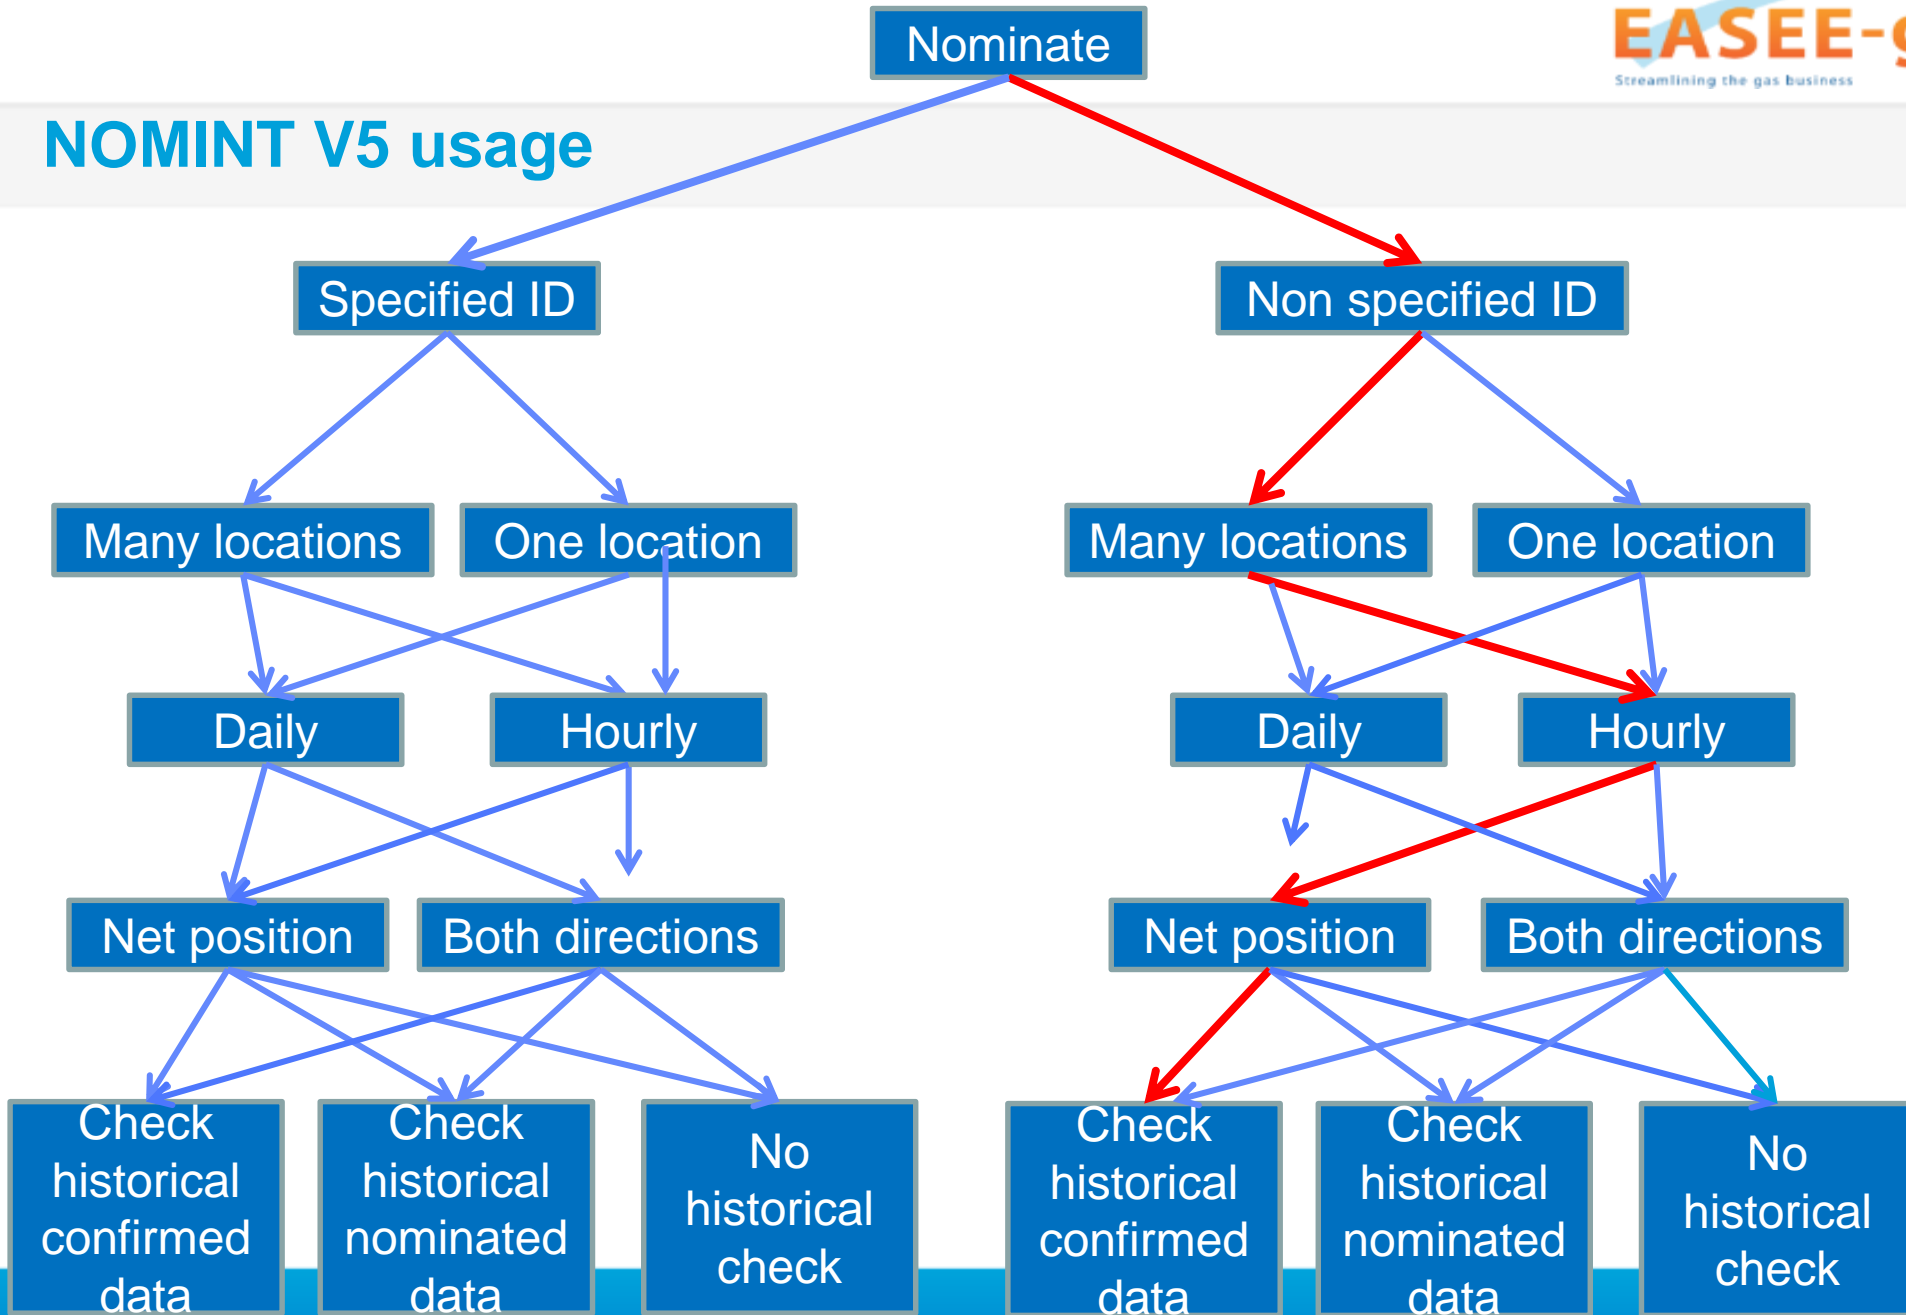 Nominate
EASEE-g
Streamlining the gas business
NOMINT V5 usage
Specified ID
Non specified ID
Many locations
One location
Many locations
One location
Daily
Hourly
Daily
Hourly
Net position
Both directions
Net position
Both directions
Check
historical
confirmed
data
Check
historical
nominated
data
No
historical
check
Check
historical
confirmed
data
Check
historical
nominated
data
No
historical
check